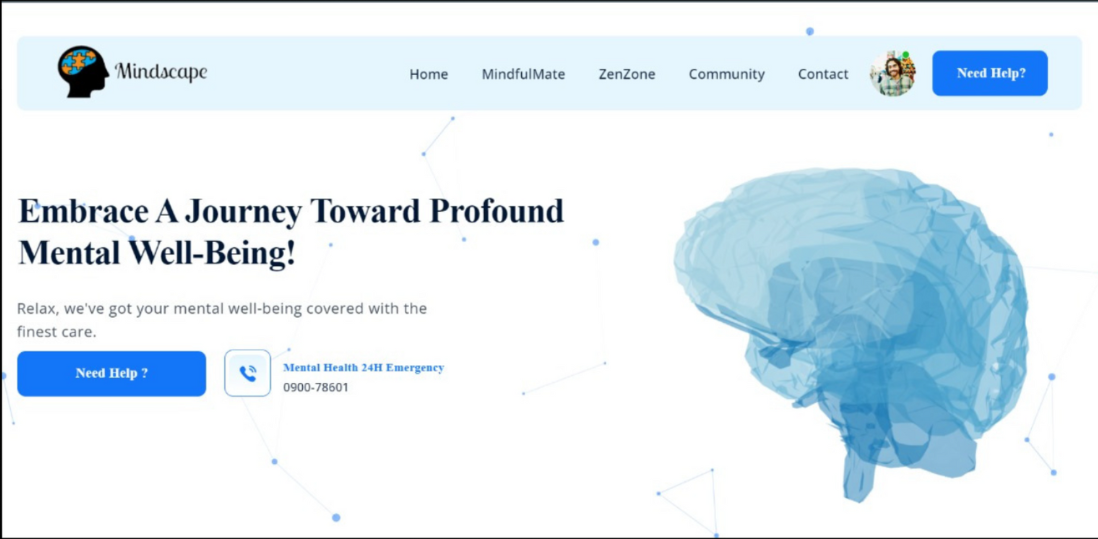 Mindscape
Home MindfulMate ZenZone Community Contact Need Help?
Embrace A Journey Toward Profound
Mental Well-Being!
Relax, we've got your mental well-being covered with the
finest care.
Need Help ?
Mental Health 24H Emergency
0900-78601